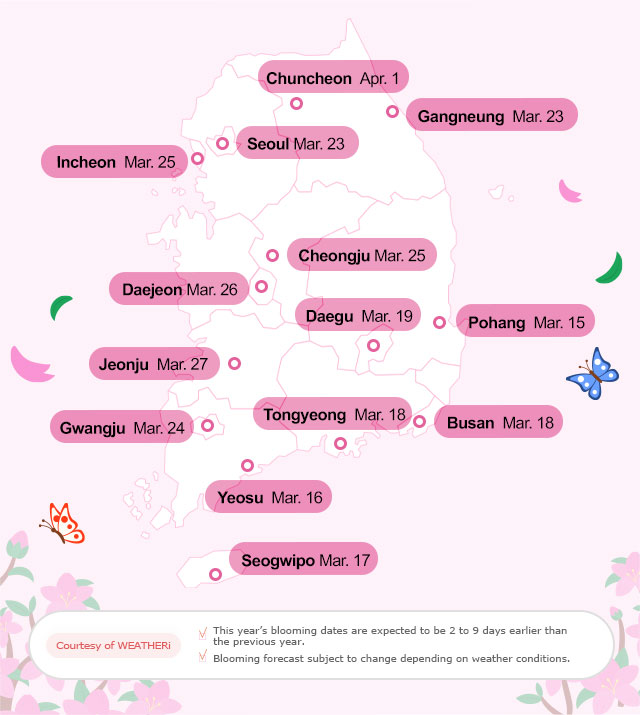 Chuncheon Apr. 1
Gangneung Mar. 23
Seoul Mar. 23
Incheon Mar. 25
Cheongju Mar. 25
Daejeon Mar. 26
Daegu Mar. 19
Pohang Mar. 15
Jeonju Mar. 27
Tongyeong Mar. 18
Busan Mar. 18
Gwangju Mar. 24
Yeosu Mar. 16
Seogwipo Mar. 17
Courtesy of WEATHERi
This year's blooming dates are expected to be 2 to 9 days earlier than
the previous year.
Blooming forecast subject to change depending on weather conditions.